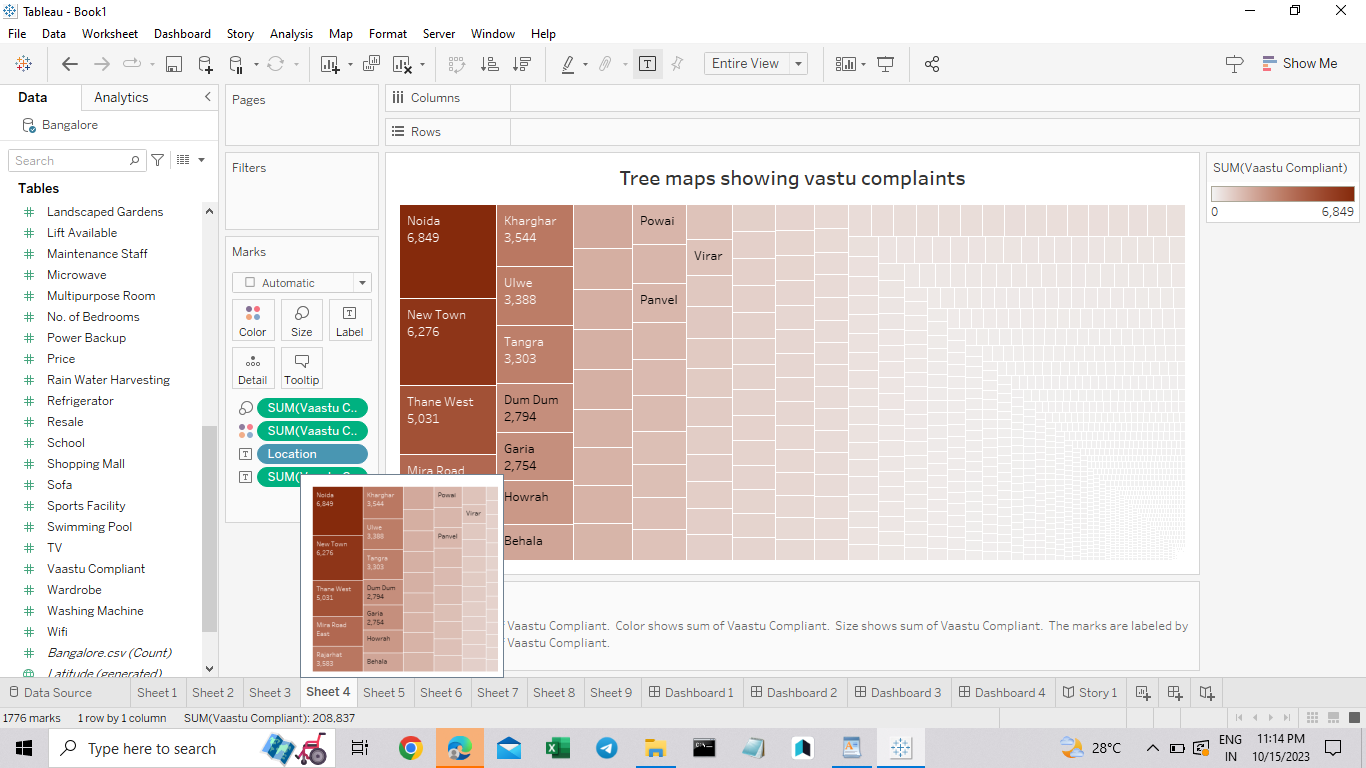 Tableau - Book1
File Data Worksheet Dashboard Story Analysis Map Format Server Window Help
Entire View
Show Me
Data Analytics
Bangalore
Search
Tables
Landscaped Gardens
Lift Available
Maintenance Staff
Microwave
Multipurpose Room
No. of Bedrooms
Power Backup
Price
Rain Water Harvesting
Refrigerator
Resale
School
Shopping Mall
Sofa
Sports Facility
Swimming Pool
TV
Vaastu Compliant
Wardrobe
Washing Machine
Wifi
Bangalore.csv (Count)
Latitude (generated)
Pages
Filters
Marks
Automatic
Color Size Label
Detail Tooltip
SUM(Vaastu C..
SUM(Vaastu C..
Location
Columns
Rows
Tree maps showing vastu complaints
Noida
6,849
New Town
6,276
Thane West
5,031
Mira Road
Kharghar
3,544
Ulwe
3,388
Tangra
3,303
Dum Dum
2,794
Garia
2,754
Howrah
Behala
Powai
Panvel
Virar
SUM(Vaastu Compliant)
0 6,849
Noida
6,849
New Town
6,276
Thane West
5,031
Mira Road
East
Rajarhat
3,583
Kharghar
3,544
Ulwe
3,388
Tangra
3,303
Dum Dum
2,794
Garia
2,754
Howrah
Behala
Powai
Panvel
Virar
Vaastu Compliant. Color shows sum of Vaastu Compliant. Size shows sum of Vaastu Compliant. The marks are labeled by
Vaastu Compliant.
Data Source Sheet 1 Sheet 2 Sheet 3 Sheet 4 Sheet 5 Sheet 6 Sheet 7 Sheet 8 Sheet 9 Dashboard 1 Dashboard 2 Dashboard 3 Dashboard 4 Story 1
1776 marks 1 row by 1 column SUM(Vaastu Compliant): 208,837
Type here to search
28°C
ENG
IN
11:14 PM
10/15/2023